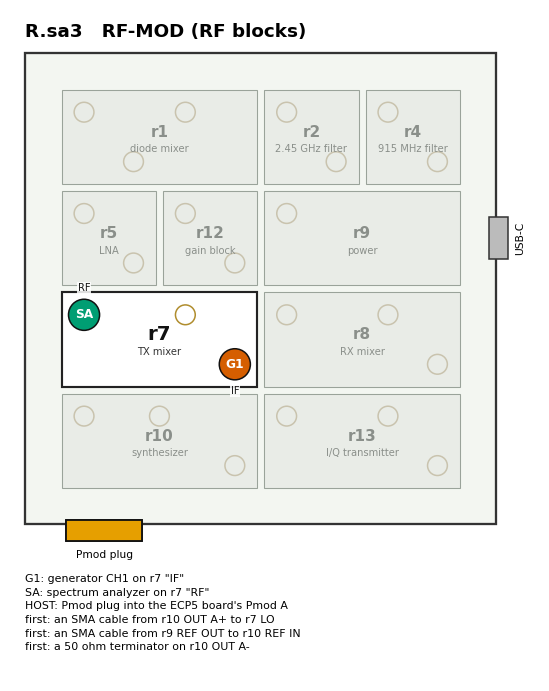 R.sa3 RF-MOD (RF blocks)
r1
diode mixer
r2
2.45 GHz filter
r4
915 MHz filter
r5
LNA
r12
gain block
r9
power
USB-C
RF
SA
r7
TX mixer
G1
IF
r8
RX mixer
r10
synthesizer
r13
I/Q transmitter
Pmod plug
G1: generator CH1 on r7 "IF"
SA: spectrum analyzer on r7 "RF"
HOST: Pmod plug into the ECP5 board's Pmod A
first: an SMA cable from r10 OUT A+ to r7 LO
first: an SMA cable from r9 REF OUT to r10 REF IN
first: a 50 ohm terminator on r10 OUT A-